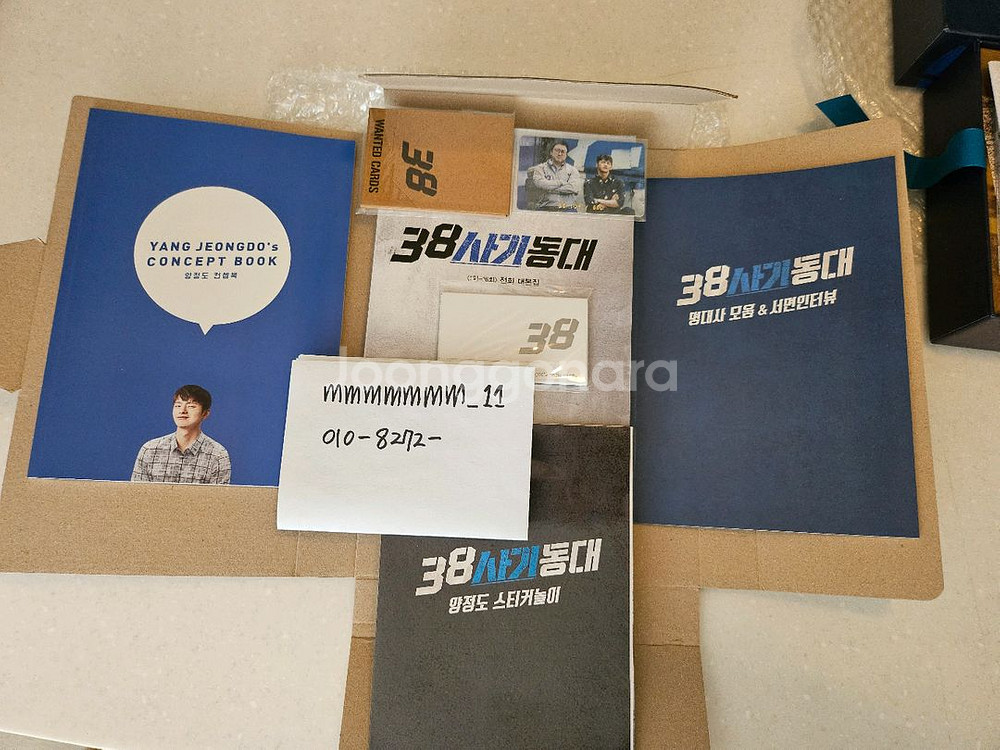 YANG JEONGDO's
CONCEPT BOOK
양정도 컨셉북
WANTED CARDS
38
38사기동대
전회 대본집
38
joonggonara
mmmmmmm_11
010-8272-
38사기동대
명대사 모음 & 서면인터뷰
38사기동대
양정도 스티커놀이